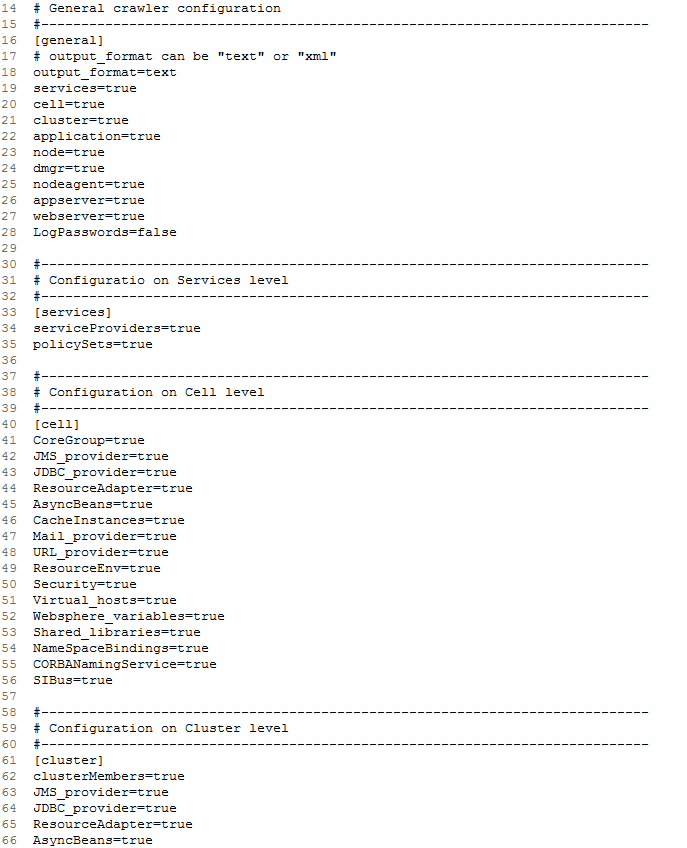 14 # General crawler configuration
15 #----------------------------------------------------------------------------
16 [general]
17 # output_format can be "text" or "xml"
18 output_format=text
19 services=true
20 cell=true
21 cluster=true
22 application=true
23 node=true
24 dmgr=true
25 nodeagent=true
26 appserver=true
27 webserver=true
28 LogPasswords=false
29
30 #----------------------------------------------------------------------------
31 # Configuratio on Services level
32 #----------------------------------------------------------------------------
33 [services]
34 serviceProviders=true
35 policySets=true
36
37 #----------------------------------------------------------------------------
38 # Configuration on Cell level
39 #----------------------------------------------------------------------------
40 [cell]
41 CoreGroup=true
42 JMS_provider=true
43 JDBC_provider=true
44 ResourceAdapter=true
45 AsyncBeans=true
46 CacheInstances=true
47 Mail_provider=true
48 URL_provider=true
49 ResourceEnv=true
50 Security=true
51 Virtual_hosts=true
52 Websphere_variables=true
53 Shared_libraries=true
54 NameSpaceBindings=true
55 CORBANamingService=true
56 SIBus=true
57
58 #----------------------------------------------------------------------------
59 # Configuration on Cluster level
60 #----------------------------------------------------------------------------
61 [cluster]
62 clusterMembers=true
63 JMS_provider=true
64 JDBC_provider=true
65 ResourceAdapter=true
66 AsyncBeans=true